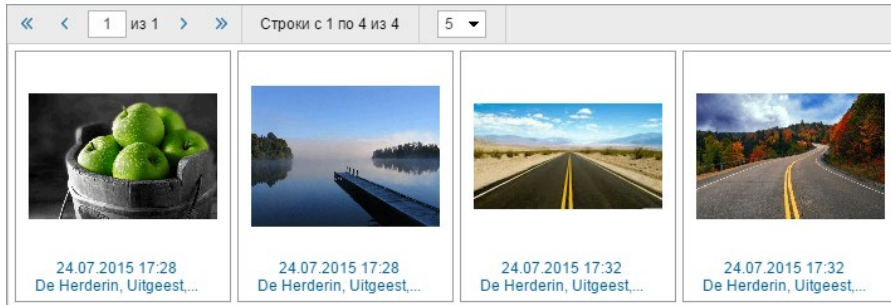 « ‹ 1 из 1 › » Строки с 1 по 4 из 4 5
24.07.2015 17:28
De Herderin, Uitgeest,...
24.07.2015 17:28
De Herderin, Uitgeest,...
24.07.2015 17:32
De Herderin, Uitgeest,...
24.07.2015 17:32
De Herderin, Uitgeest,...